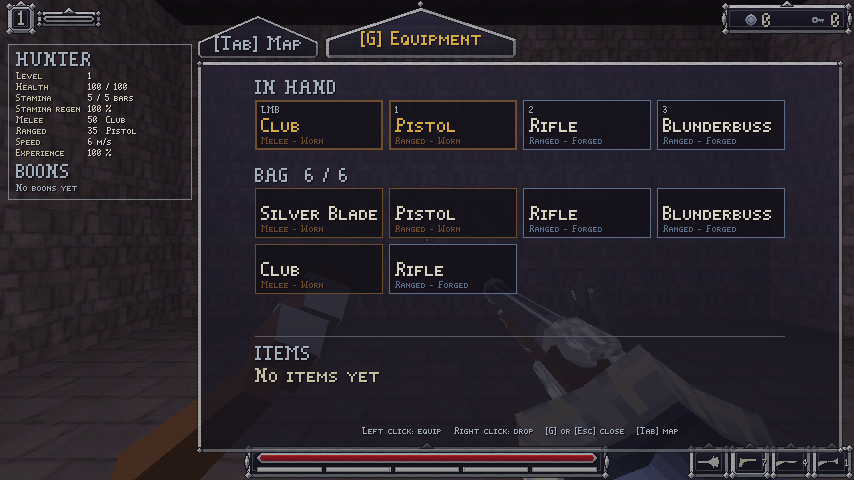 1
[Tab] Map
[G] Equipment
0 0
Hunter
Level 1
Health 100 / 100
Stamina 5 / 5 bars
Stamina regen 100 %
Melee 50 Club
Ranged 35 Pistol
Speed 6 m/s
Experience 100 %
Boons
No boons yet
In hand
LMB 1 2 3
Club Pistol Rifle Blunderbuss
Melee - Worn Ranged - Worn Ranged - Forged Ranged - Forged
Bag 6 / 6
Silver Blade Pistol Rifle Blunderbuss
Melee - Worn Ranged - Worn Ranged - Forged Ranged - Forged
Club Rifle
Melee - Worn Ranged - Forged
Items
No items yet
Left click: equip Right click: drop [G] or [Esc] close [Tab] map